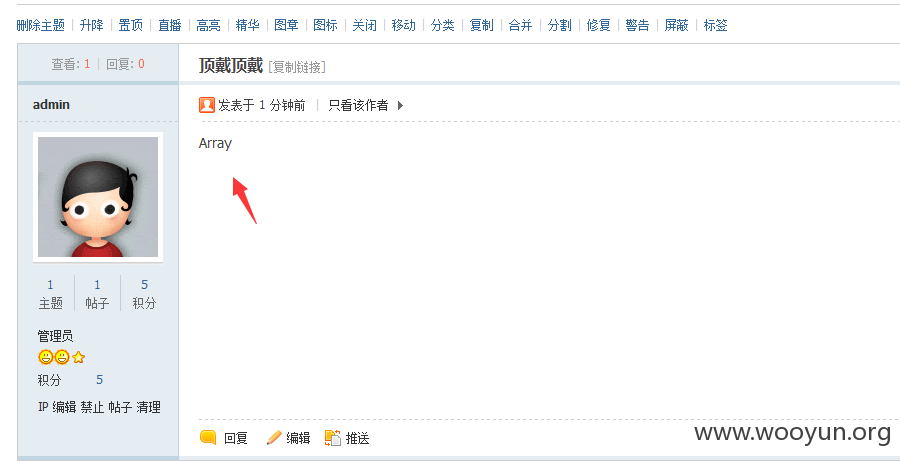 删除主题 | 升降 | 置顶 | 直播 | 高亮 | 精华 | 图章 | 图标 | 关闭 | 移动 | 分类 | 复制 | 合并 | 分割 | 修复 | 警告 | 屏蔽 | 标签
查看: 1 | 回复: 0
顶戴顶戴 [复制链接]
admin
发表于 1 分钟前 | 只看该作者
Array
1 1 5
主题 帖子 积分
管理员
积分 5
IP 编辑 禁止 帖子 清理
回复 编辑 推送
www.wooyun.org